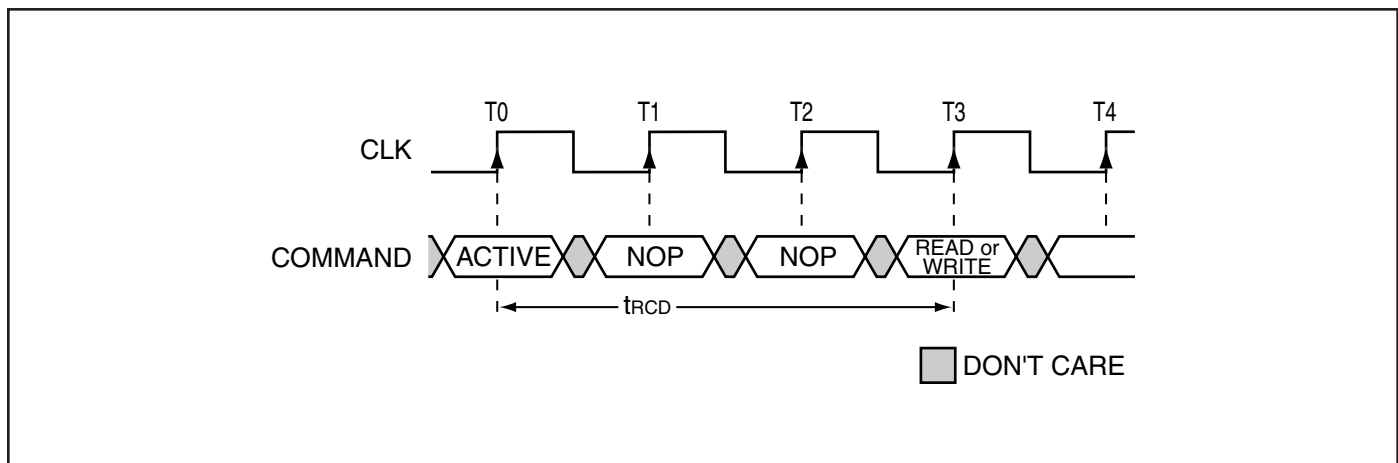 T0 T1 T2 T3 T4
CLK
COMMAND ACTIVE NOP NOP READ or
WRITE
tRCD
DON'T CARE